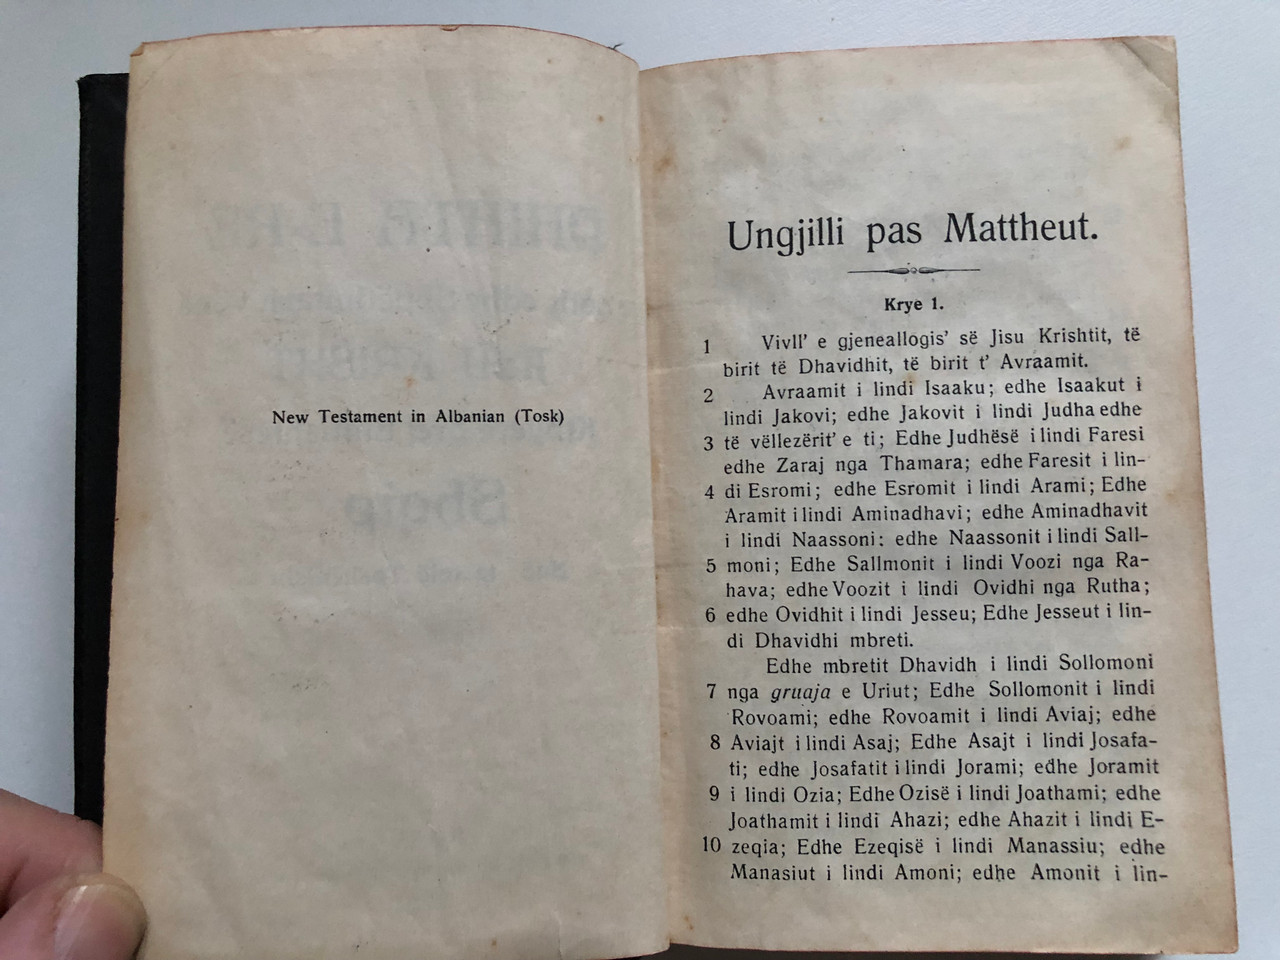 New Testament in Albanian (Tosk)
Ungjilli pas Mattheut.
Krye 1.
1 Vivll' e gjeneallogis' së Jisu Krishtit, të
birit të Dhavidhit, të birit t' Avraamit.
2 Avraamit i lindi Isaaku; edhe Isaakut i
lindi Jakovi; edhe Jakovit i lindi Judha edhe
3 të vëllezërit' e ti; Edhe Judhësë i lindi Faresi
edhe Zaraj nga Thamara; edhe Faresit i lin-
4 di Esromi; edhe Esromit i lindi Arami; Edhe
Aramit i lindi Aminadhavi; edhe Aminadhavit
i lindi Naassoni: edhe Naassonit i lindi Sall-
5 moni; Edhe Sallmonit i lindi Voozi nga Ra-
hava; edhe Voozit i lindi Ovidhi nga Rutha;
6 edhe Ovidhit i lindi Jesseu; Edhe Jesseut i lin-
di Dhavidhi mbreti.
Edhe mbretit Dhavidh i lindi Sollomoni
7 nga gruaja e Uriut; Edhe Sollomonit i lindi
Rovoami; edhe Rovoamit i lindi Aviaj; edhe
8 Aviajt i lindi Asaj; Edhe Asajt i lindi Josafa-
ti; edhe Josafatit i lindi Jorami; edhe Joramit
9 i lindi Ozia; Edhe Ozisë i lindi Joathami; edhe
Joathamit i lindi Ahazi; edhe Ahazit i lindi E-
10 zeqia; Edhe Ezeqisë i lindi Manassiu; edhe
Manasiut i lindi Amoni; edhe Amonit i lin-